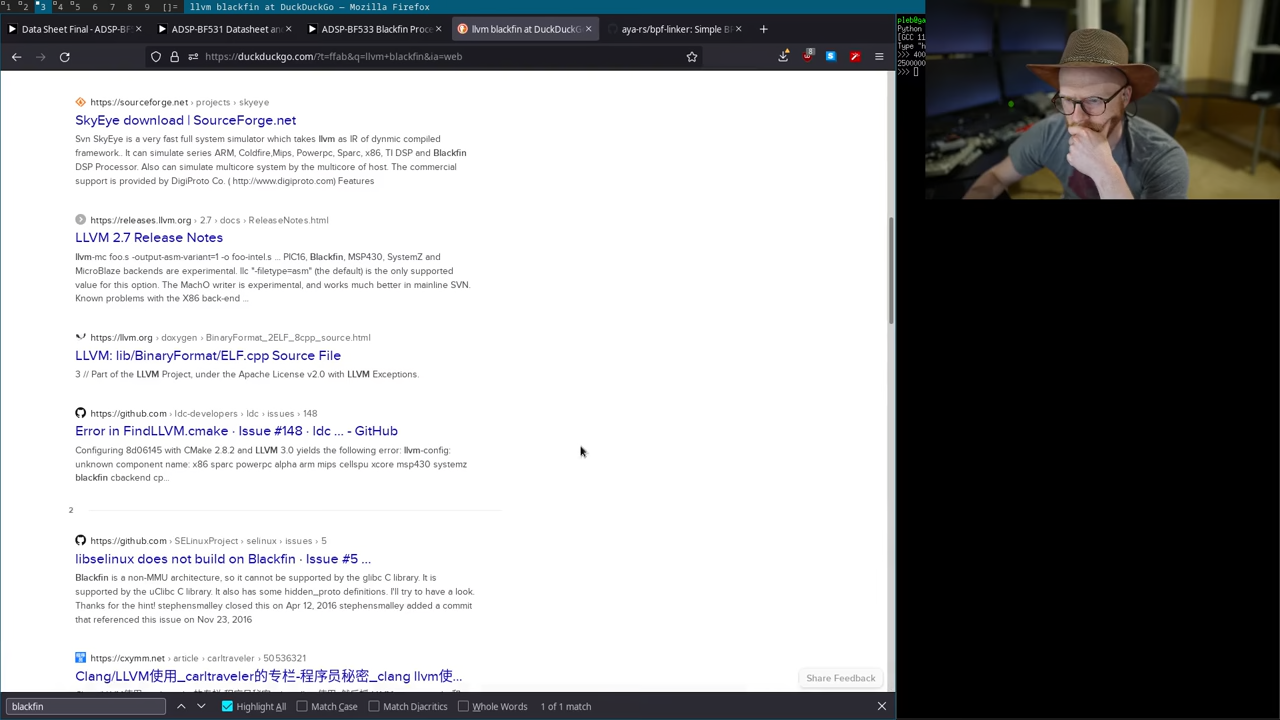 1 2 3 4 5 6 7 8 9 []= llvm blackfin at DuckDuckGo — Mozilla Firefox
Data Sheet Final - ADSP-BF ADSP-BF531 Datasheet an ADSP-BF533 Blackfin Proce llvm blackfin at DuckDuckG aya-rs/bpf-linker: Simple B
https://duckduckgo.com/?t=ffab&q=llvm+blackfin&ia=web
https://sourceforge.net › projects › skyeye
SkyEye download | SourceForge.net
Svn SkyEye is a very fast full system simulator which takes llvm as IR of dynmic compiled
framework.. It can simulate series ARM, Coldfire,Mips, Powerpc, Sparc, x86, TI DSP and Blackfin
DSP Processor. Also can simulate multicore system by the multicore of host. The commercial
support is provided by DigiProto Co. ( http://www.digiproto.com) Features
https://releases.llvm.org › 2.7 › docs › ReleaseNotes.html
LLVM 2.7 Release Notes
llvm-mc foo.s -output-asm-variant=1 -o foo-intel.s ... PIC16, Blackfin, MSP430, SystemZ and
MicroBlaze backends are experimental. llc "-filetype=asm" (the default) is the only supported
value for this option. The MachO writer is experimental, and works much better in mainline SVN.
Known problems with the X86 back-end ...
https://llvm.org › doxygen › BinaryFormat_2ELF_8cpp_source.html
LLVM: lib/BinaryFormat/ELF.cpp Source File
3 // Part of the LLVM Project, under the Apache License v2.0 with LLVM Exceptions.
https://github.com › ldc-developers › ldc › issues › 148
Error in FindLLVM.cmake · Issue #148 · ldc ... - GitHub
Configuring 8d06145 with CMake 2.8.2 and LLVM 3.0 yields the following error: llvm-config:
unknown component name: x86 sparc powerpc alpha arm mips cellspu xcore msp430 systemz
blackfin cbackend cp...
2
https://github.com › SELinuxProject › selinux › issues › 5
libselinux does not build on Blackfin · Issue #5 ...
Blackfin is a non-MMU architecture, so it cannot be supported by the glibc C library. It is
supported by the uClibc C library. It also has some hidden_proto definitions. I'll try to have a look.
Thanks for the hint! stephensmalley closed this on Apr 12, 2016 stephensmalley added a commit
that referenced this issue on Nov 23, 2016
https://cxymm.net › article › carltraveler › 50536321
Clang/LLVM使用_carltraveler的专栏-程序员秘密_clang llvm使...
Share Feedback
blackfin Highlight All Match Case Match Diacritics Whole Words 1 of 1 match
pleb@ga
Python
[GCC 11
Type "h
>>> 400
2500000
>>>